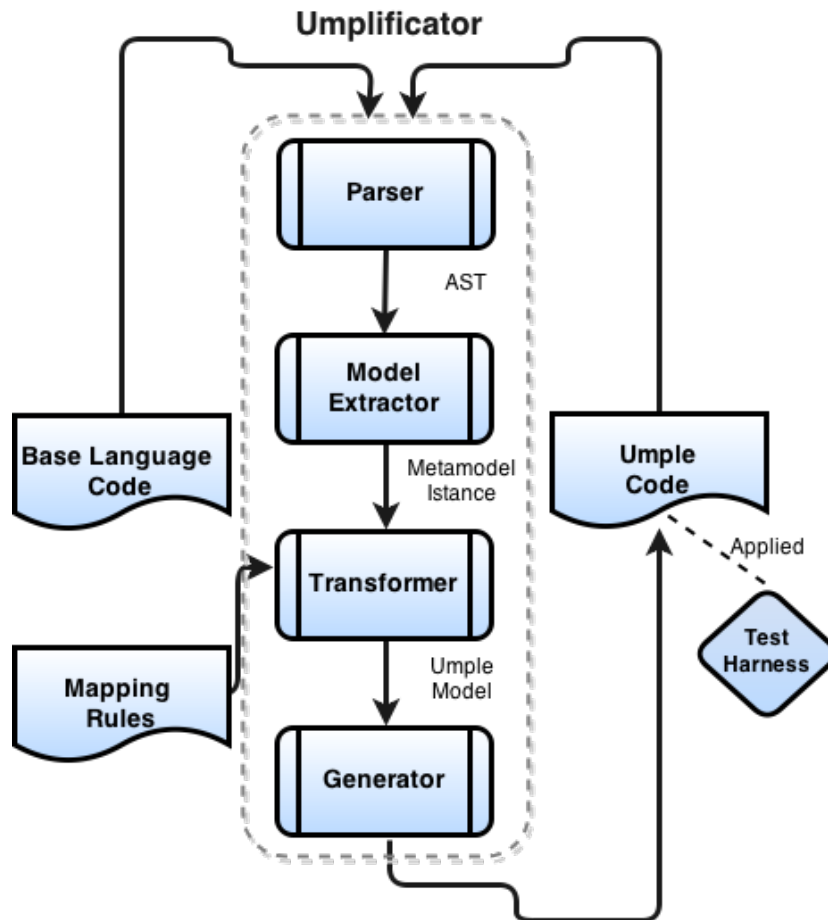 Umplificator
Parser
AST
Model
Extractor
Base Language
Code
Metamodel
Istance
Umple
Code
Applied
Transformer
Test
Harness
Mapping
Rules
Umple
Model
Generator